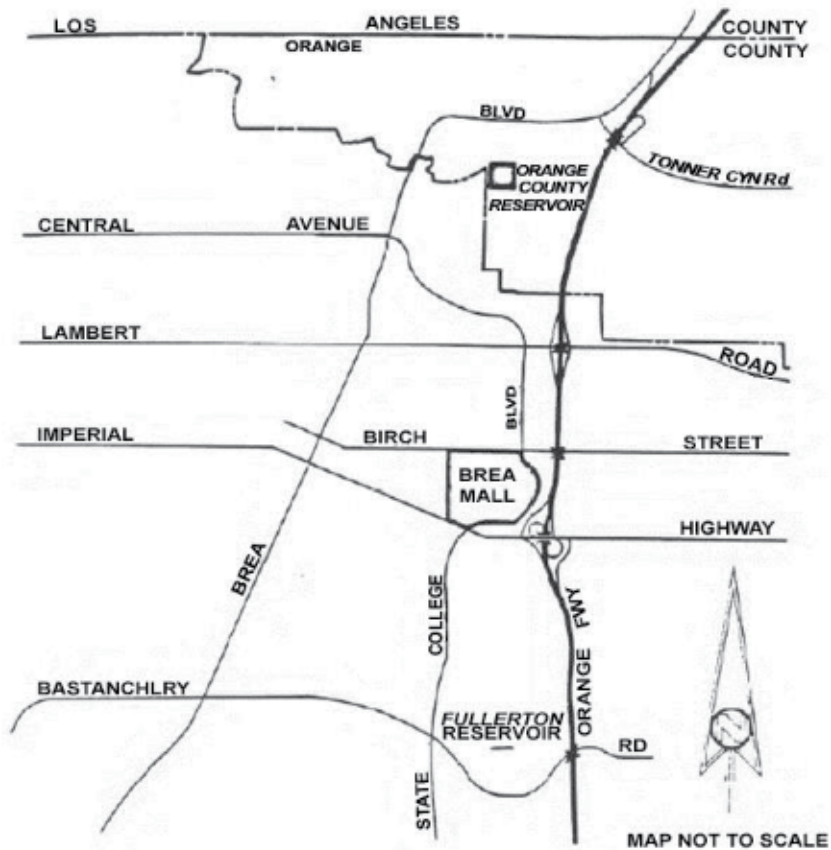 LOS ANGELES COUNTY
ORANGE COUNTY
BLVD
TONNER CYN Rd
ORANGE
COUNTY
RESERVOIR
CENTRAL AVENUE
LAMBERT ROAD
BLVD
IMPERIAL BIRCH STREET
BREA
MALL
HIGHWAY
BREA
COLLEGE
FWY
ORANGE
BASTANCHLRY
FULLERTON
RESERVOIR
RD
STATE
MAP NOT TO SCALE